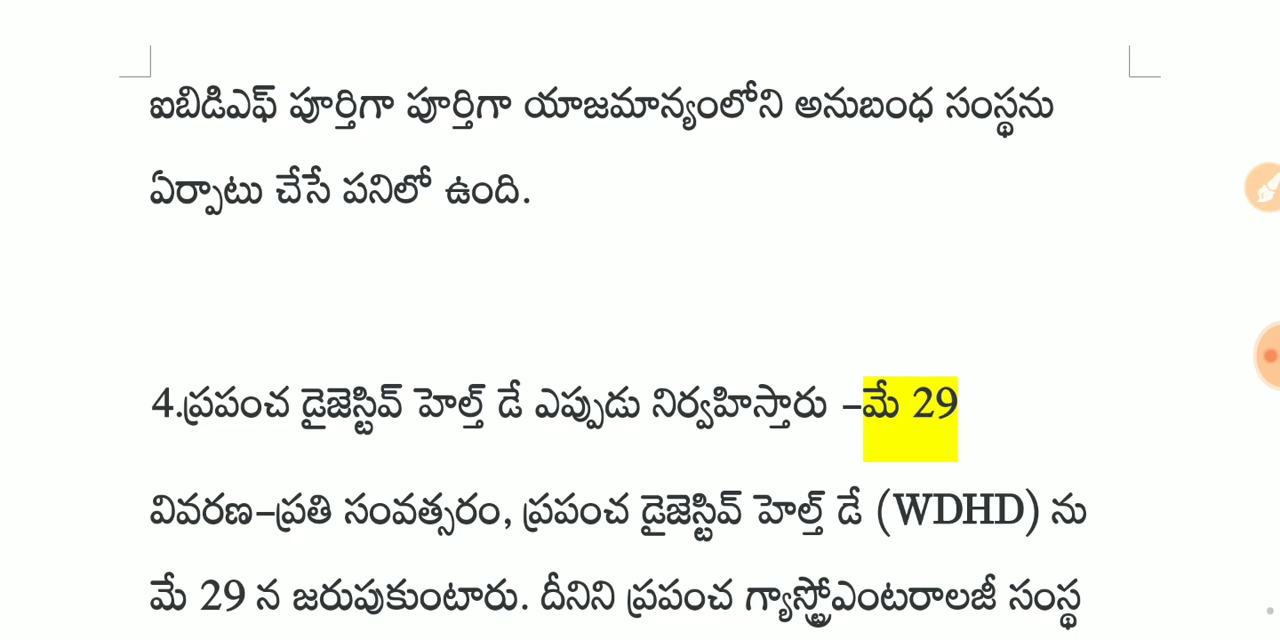 ఐబిడిఎఫ్ పూర్తిగా పూర్తిగా యాజమాన్యంలోని అనుబంధ సంస్థను
ఏర్పాటు చేసే పనిలో ఉంది.
4.ప్రపంచ డైజెస్టివ్ హెల్త్ డే ఎప్పుడు నిర్వహిస్తారు –మే 29
వివరణ–ప్రతి సంవత్సరం, ప్రపంచ డైజెస్టివ్ హెల్త్ డే (WDHD) ను
మే 29 న జరుపుకుంటారు. దీనిని ప్రపంచ గ్యాస్ట్రోఎంటరాలజీ సంస్థ